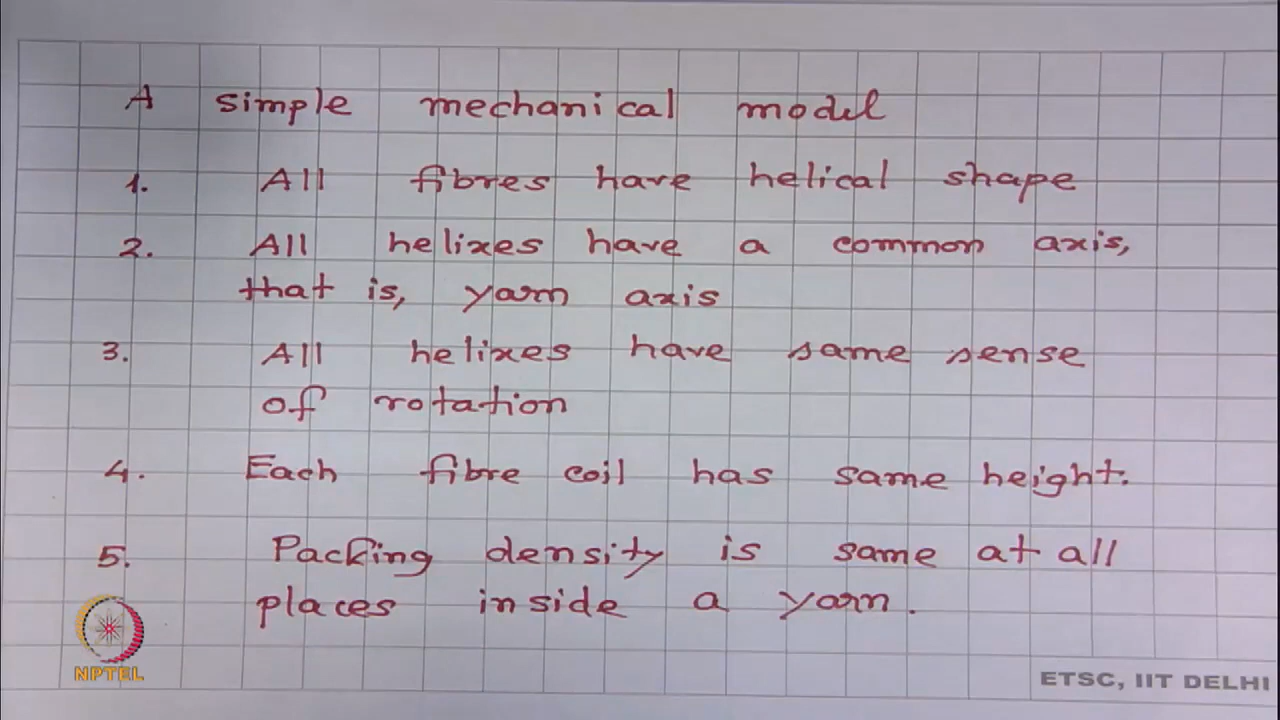 A simple mechanical model
1. All fibres have helical shape
2. All helixes have a common axis,
that is, yarn axis
3. All helixes have same sense
of rotation
4. Each fibre coil has same height.
5. Packing density is same at all
places inside a yarn.
NPTEL
ETSC, IIT DELHI